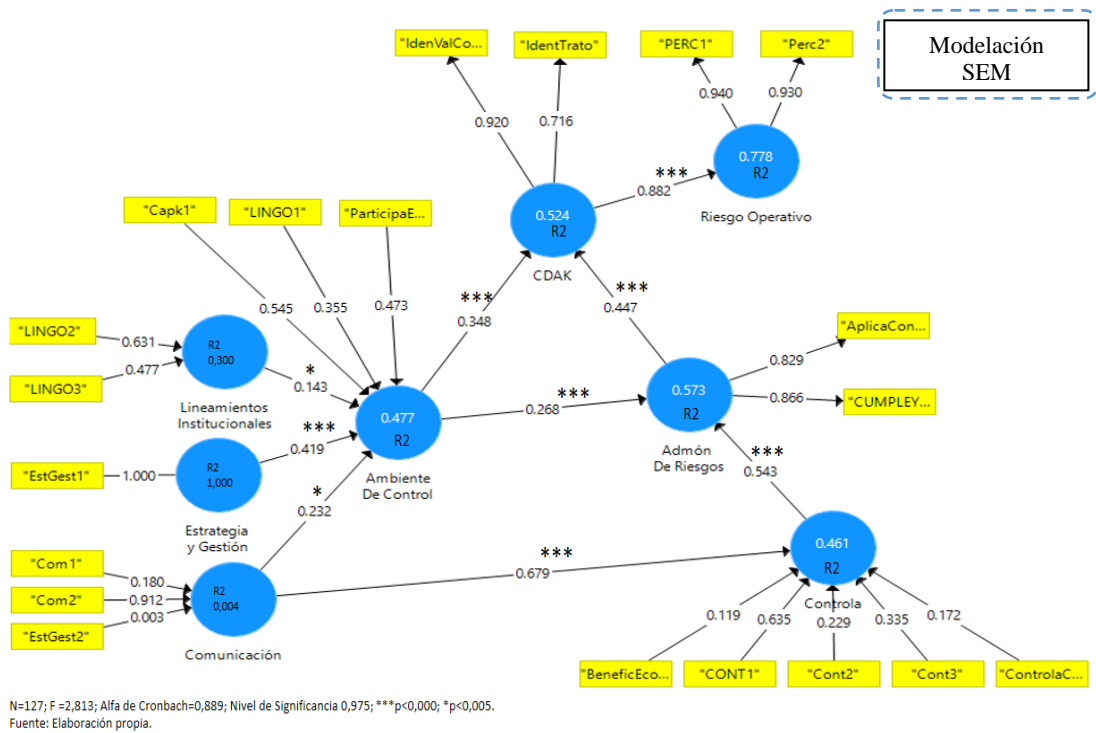 Modelación
SEM
"IdenValCo...
"IdentTrato"
"PERC1"
"Perc2"
0.920
0.716
0.940
0.930
0.778
R2
Riesgo Operativo
***
0.882
0.524
R2
CDAK
"Capk1"
"LINGO1"
"ParticipaE...
0.545
0.355
0.473
***
0.348
***
0.447
"LINGO2"
"LINGO3"
0.631
0.477
R2
0,300
Lineamientos
Institucionales
*
0.143
0.477
R2
Ambiente
De Control
***
0.268
0.573
R2
Admón
De Riesgos
0.829
0.866
"AplicaCon...
"CUMPLEY...
"EstGest1"
1.000
R2
1,000
Estrategia
y Gestión
***
0.419
*
0.232
***
0.543
"Com1"
"Com2"
"EstGest2"
0.180
0.912
0.003
R2
0,004
Comunicación
***
0.679
0.461
R2
Controla
0.119
0.635
0.229
0.335
0.172
"BeneficEco...
"CONT1"
"Cont2"
"Cont3"
"ControlaC...
N=127; F =2,813; Alfa de Cronbach=0,889; Nivel de Significancia 0,975; ***p<0,000; *p<0,005.
Fuente: Elaboración propia.